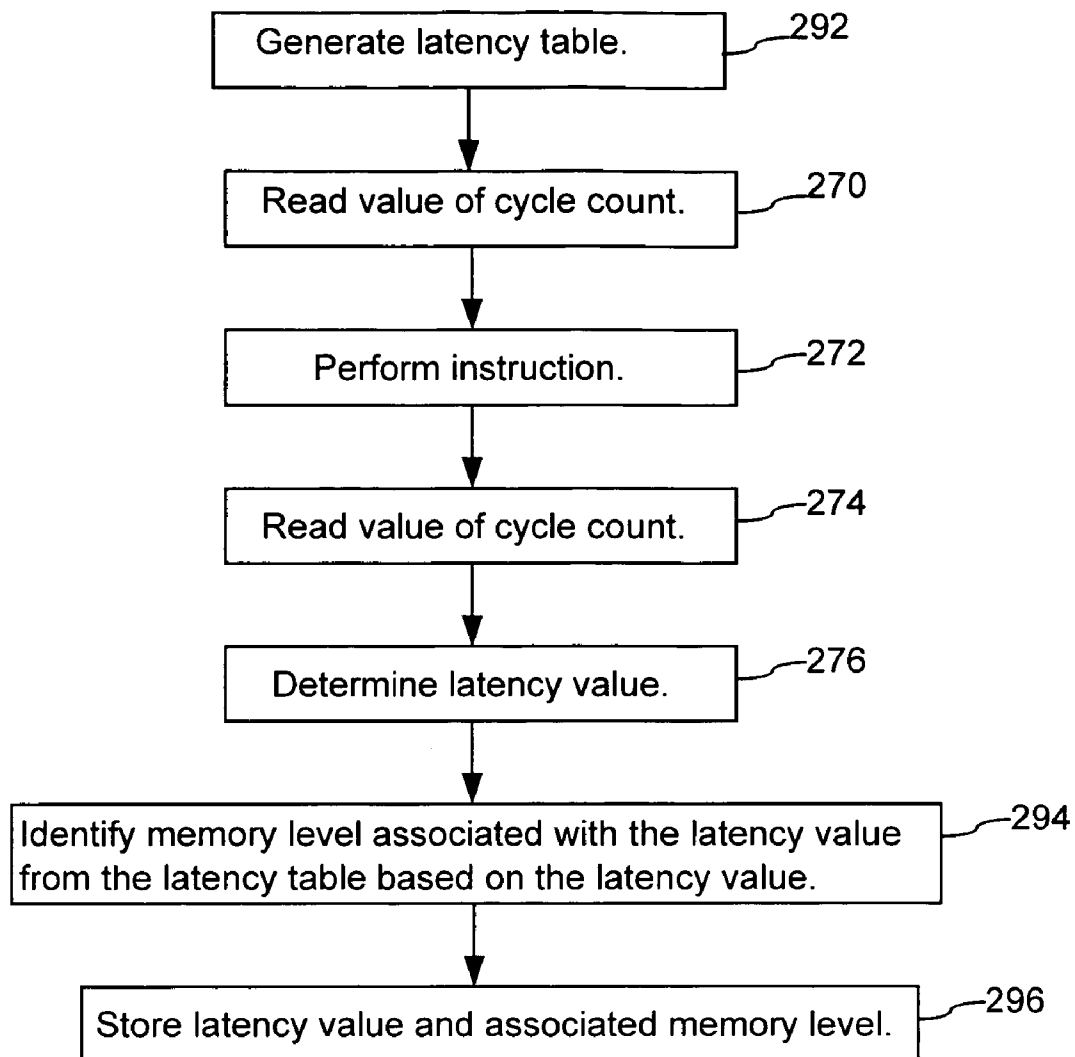 Generate latency table.
292
Read value of cycle count.
270
Perform instruction.
272
Read value of cycle count.
274
Determine latency value.
276
Identify memory level associated with the latency value
from the latency table based on the latency value.
294
Store latency value and associated memory level.
296